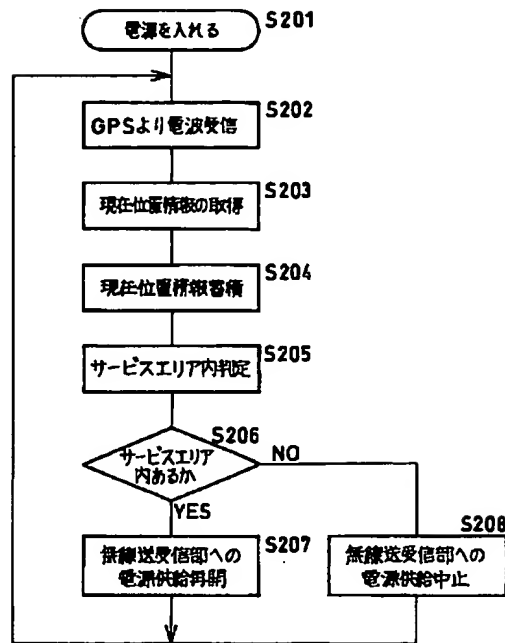 電源を入れる
S201
GPSより電波受信
S202
現在位置情報の取得
S203
現在位置情報蓄積
S204
サービスエリア内判定
S205
サービスエリア
内あるか
S206
NO
YES
無線送受信部への
電源供給再開
S207
無線送受信部への
電源供給中止
S208